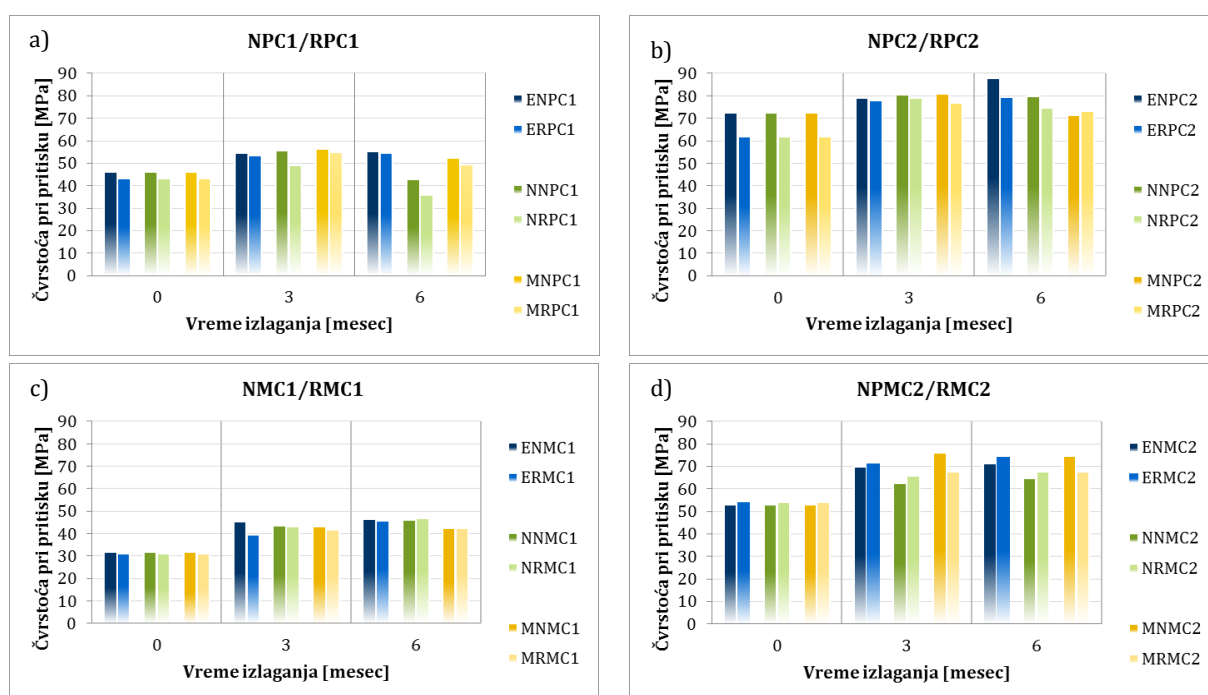 a)
NPC1/RPC1
Čvrstoća pri pritisku [MPa]
90
80
70
60
50
40
30
20
10
0
0 3 6
Vreme izlaganja [mesec]
ENPC1
ERPC1
NNPC1
NRPC1
MNPC1
MRPC1
b)
NPC2/RPC2
Čvrstoća pri pritisku [MPa]
90
80
70
60
50
40
30
20
10
0
0 3 6
Vreme izlaganja [mesec]
ENPC2
ERPC2
NNPC2
NRPC2
MNPC2
MRPC2
c)
NMC1/RMC1
Čvrstoća pri pritisku [MPa]
90
80
70
60
50
40
30
20
10
0
0 3 6
Vreme izlaganja [mesec]
ENMC1
ERMC1
NNMC1
NRMC1
MNMC1
MRMC1
d)
NPMC2/RMC2
Čvrstoća pri pritisku [MPa]
90
80
70
60
50
40
30
20
10
0
0 3 6
Vreme izlaganja [mesec]
ENMC2
ERMC2
NNMC2
NRMC2
MNMC2
MRMC2